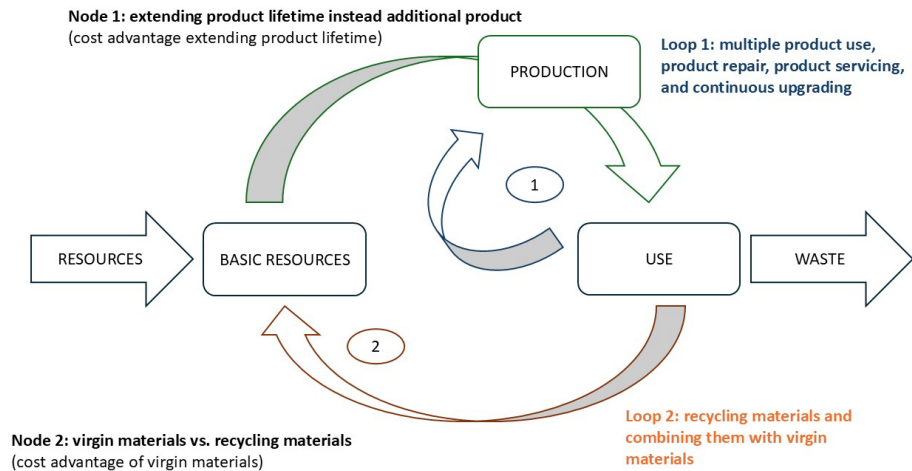 Node 1: extending product lifetime instead additional product
(cost advantage extending product lifetime)
PRODUCTION
Loop 1: multiple product use,
product repair, product servicing,
and continuous upgrading
1
RESOURCES
BASIC RESOURCES
USE
WASTE
2
Node 2: virgin materials vs. recycling materials
(cost advantage of virgin materials)
Loop 2: recycling materials and
combining them with virgin
materials